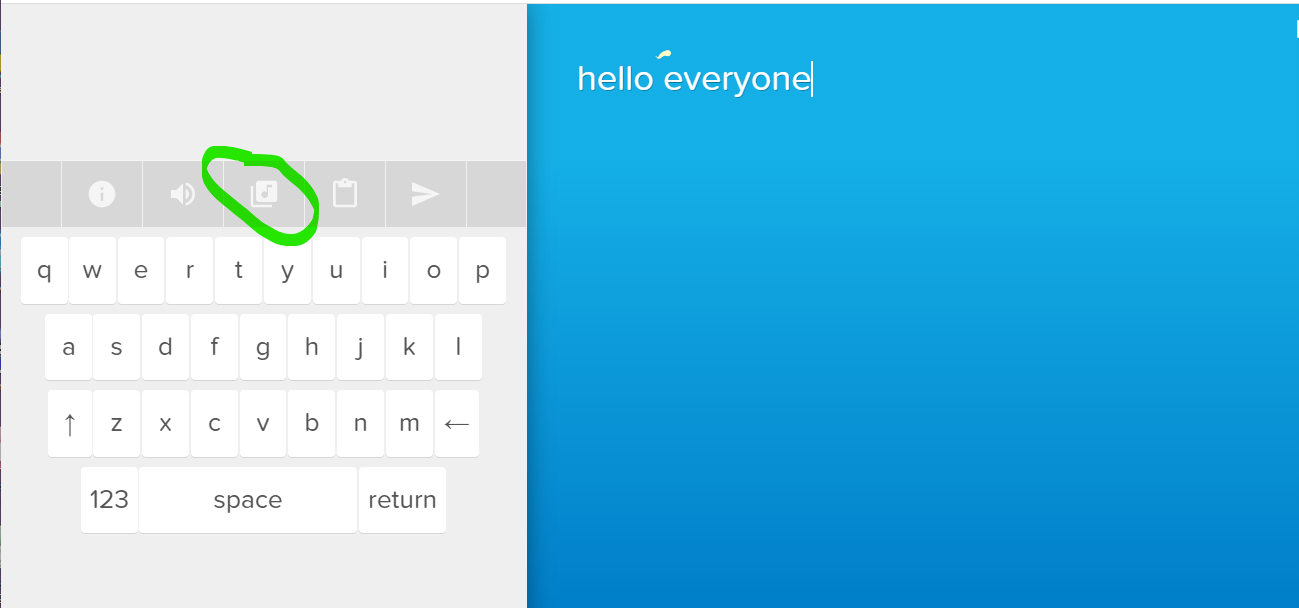 hello everyone
q w e r t y u i o p
a s d f g h j k l
↑ z x c v b n m ←
123 space return